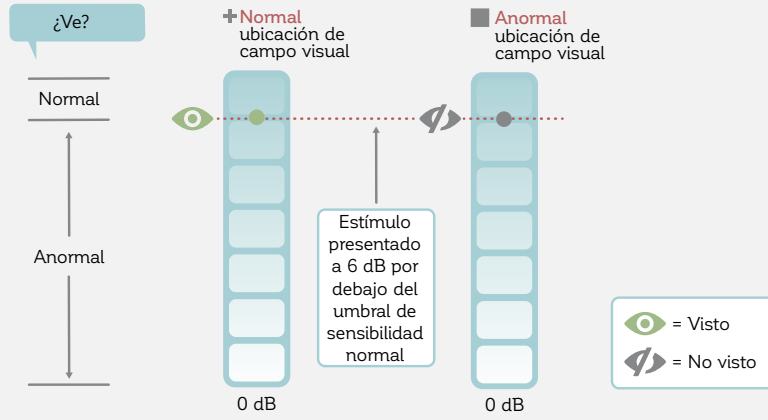 ¿Ve?
Normal
Anormal
Normal
ubicación de
campo visual
Anormal
ubicación de
campo visual
Estímulo
presentado
a 6 dB por
debajo del
umbral de
sensibilidad
normal
0 dB
0 dB
= Visto
= No visto